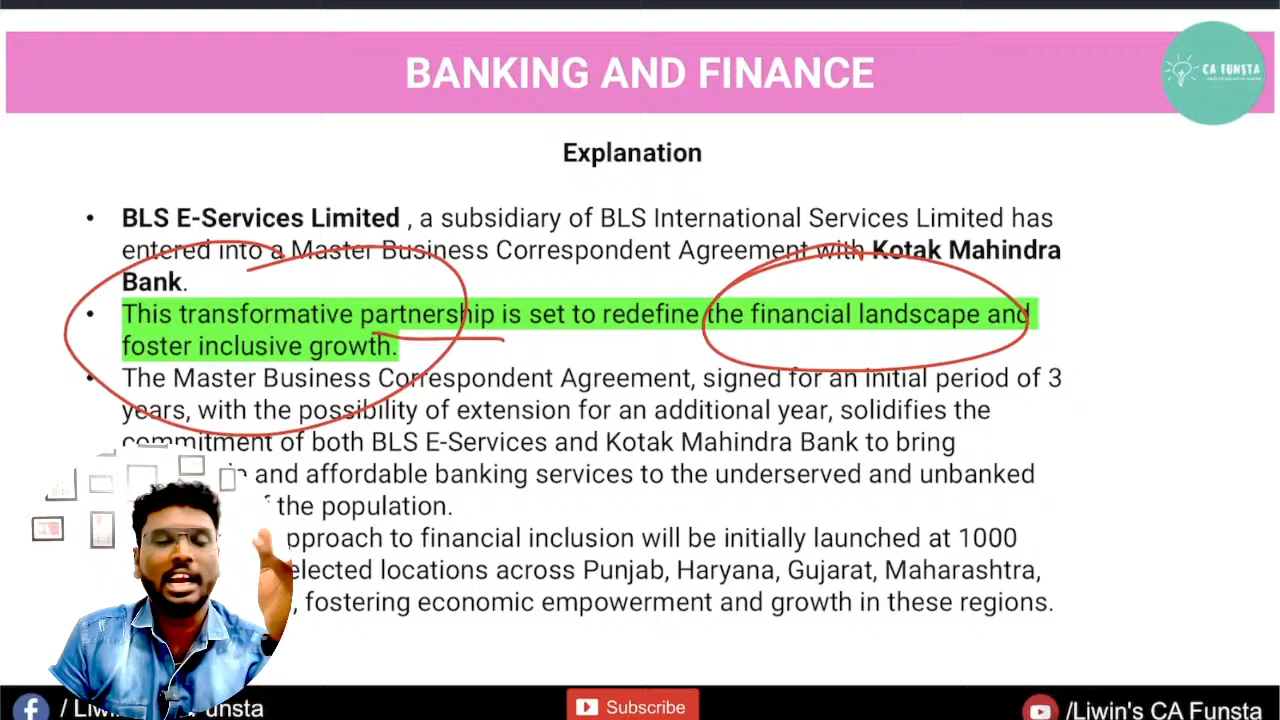 BANKING AND FINANCE
CA FUNSTA
Explanation
• BLS E-Services Limited , a subsidiary of BLS International Services Limited has
entered into a Master Business Correspondent Agreement with Kotak Mahindra
Bank.
• This transformative partnership is set to redefine the financial landscape and
foster inclusive growth.
• The Master Business Correspondent Agreement, signed for an initial period of 3
years, with the possibility of extension for an additional year, solidifies the
commitment of both BLS E-Services and Kotak Mahindra Bank to bring
and affordable banking services to the underserved and unbanked
the population.
to financial inclusion will be initially launched at 1000
locations across Punjab, Haryana, Gujarat, Maharashtra,
, fostering economic empowerment and growth in these regions.
Subscribe
/Liwin's CA Funsta